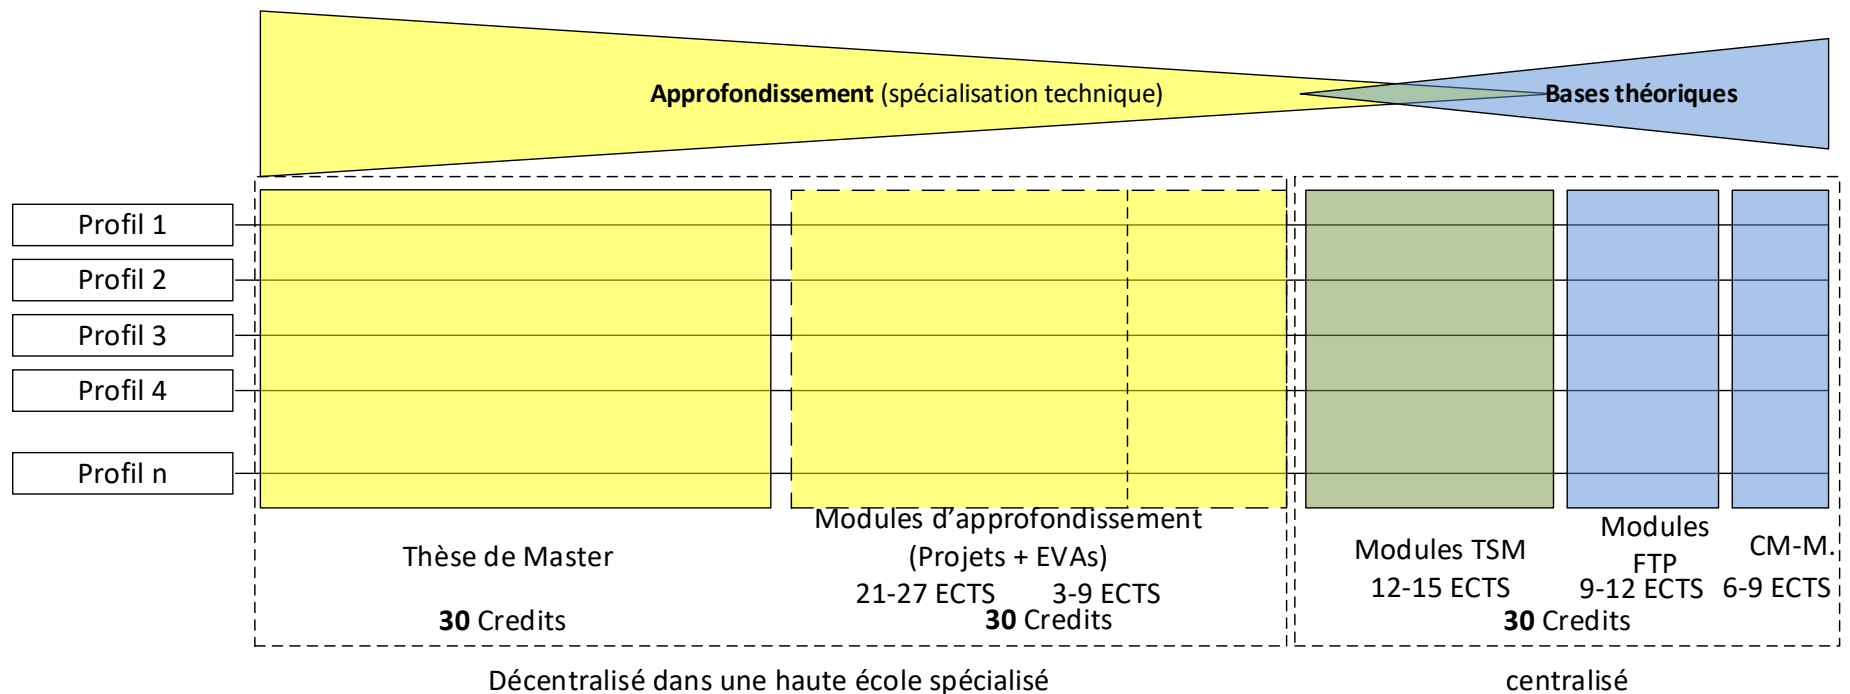 Approfondissement (spécialisation technique)
Bases théoriques
Profil 1
Profil 2
Profil 3
Profil 4
Profil n
Thèse de Master
30 Credits
Modules d’approfondissement
(Projets + EVAs)
21-27 ECTS 3-9 ECTS
30 Credits
Modules TSM
12-15 ECTS
Modules
FTP
9-12 ECTS
CM-M.
6-9 ECTS
30 Credits
Décentralisé dans une haute école spécialisé
centralisé